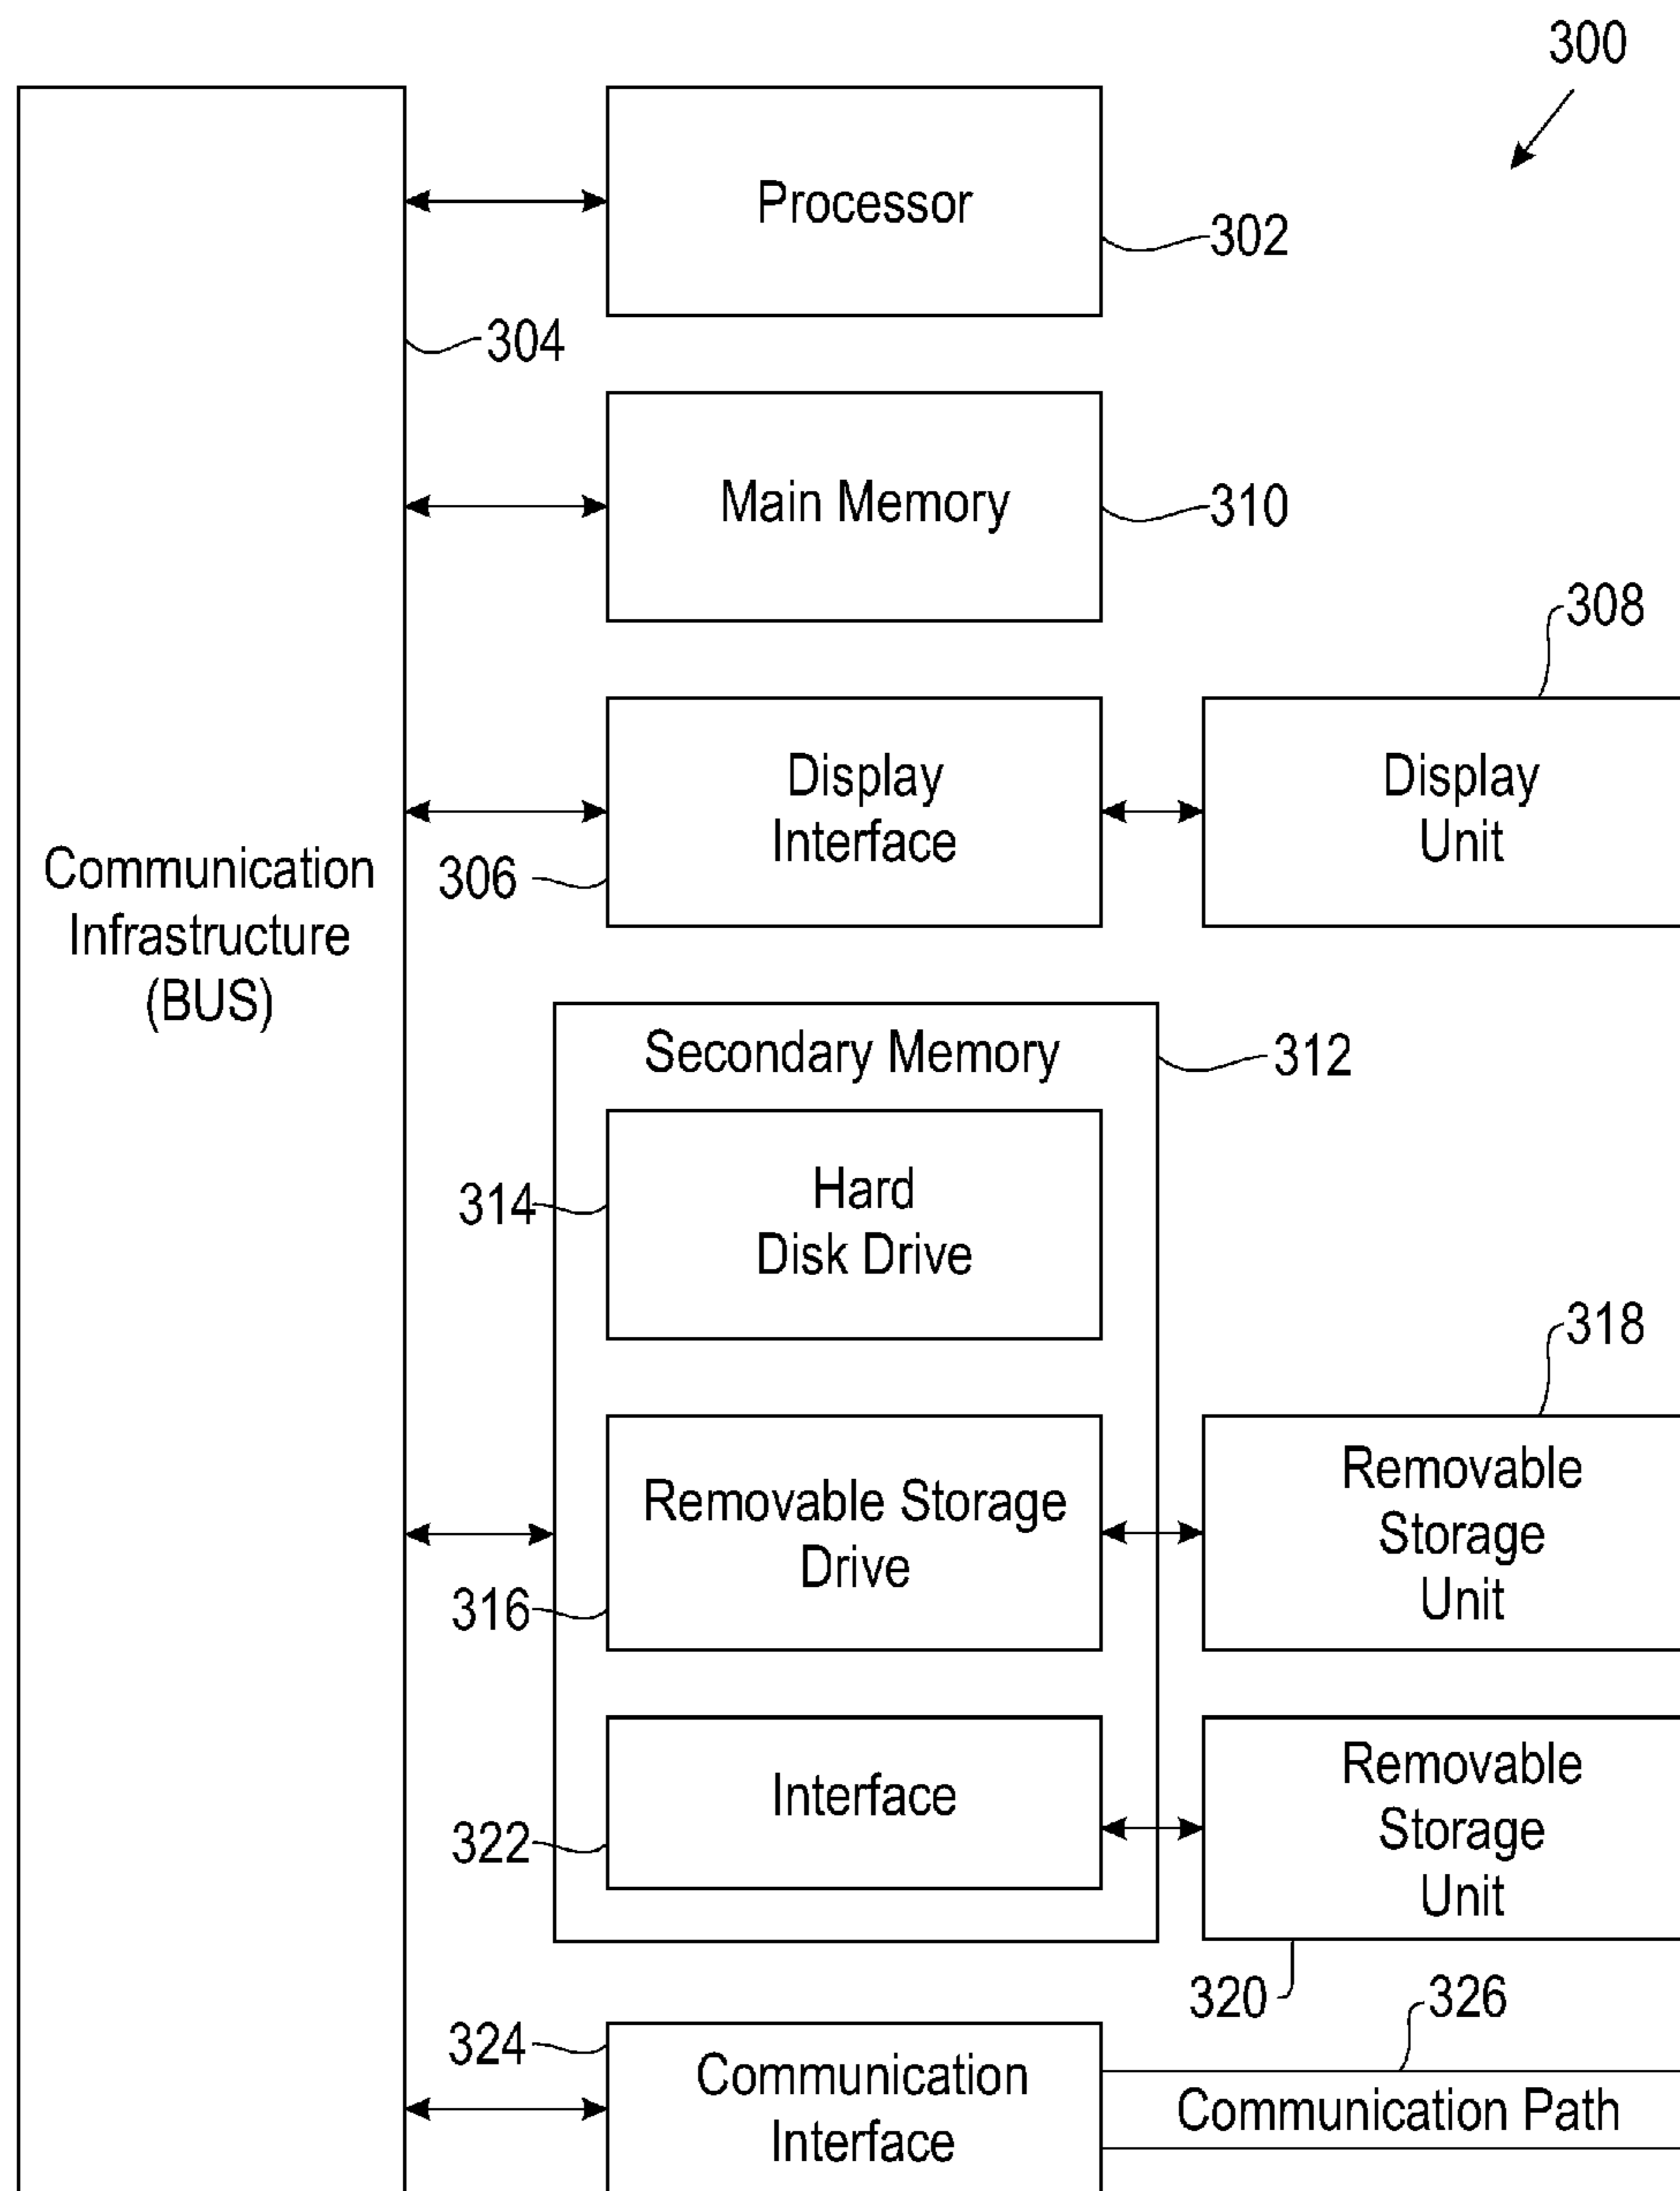 300
Processor
302
304
Main Memory
310
308
Display
Interface
306
Display
Unit
Communication
Infrastructure
(BUS)
Secondary Memory
312
Hard
Disk Drive
314
318
Removable Storage
Drive
316
Removable
Storage
Unit
Interface
322
Removable
Storage
Unit
320
326
324
Communication
Interface
Communication Path